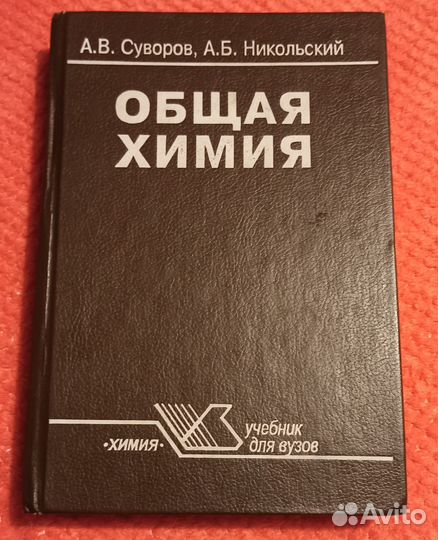 А.В. Суворов, А.Б. Никольский
ОБЩАЯ
ХИМИЯ
·ХИМИЯ·
учебник
для вузов
Avito